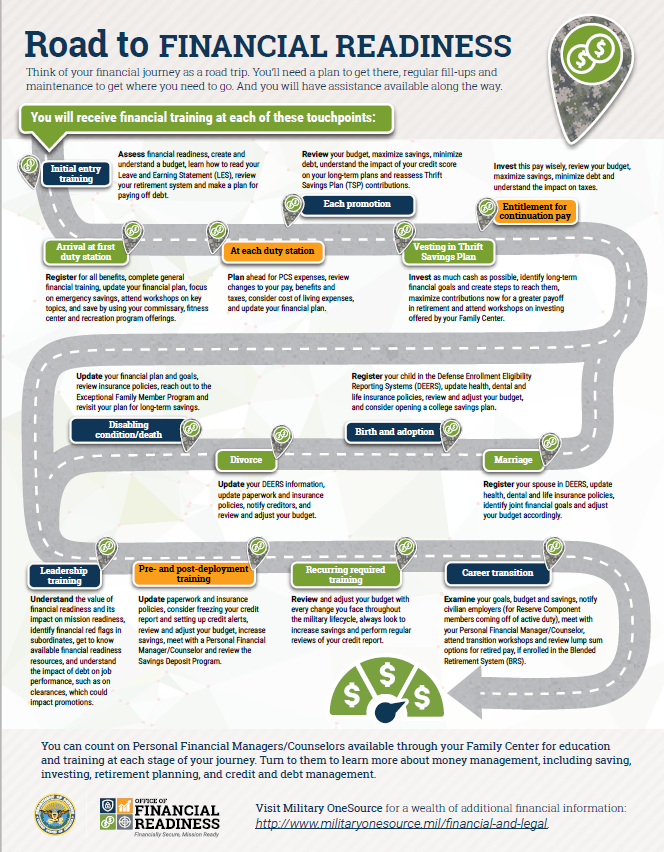 Road to FINANCIAL READINESS
Think of your financial journey as a road trip. You'll need a plan to get there, regular fill-ups and
maintenance to get where you need to go. And you will have assistance available along the way.
You will receive financial training at each of these touchpoints:
Initial entry
training
Assess financial readiness, create and
understand a budget, learn how to read your
Leave and Earning Statement (LES), review
your retirement system and make a plan for
paying off debt.
Review your budget, maximize savings, minimize
debt, understand the impact of your credit score
on your long-term plans and reassess Thrift
Savings Plan (TSP) contributions.
Each promotion
Invest this pay wisely, review your budget,
maximize savings, minimize debt and
understand the impact on taxes.
Entitlement for
continuation pay
Arrival at first
duty station
Register for all benefits, complete general
financial training, update your financial plan, focus
on emergency savings, attend workshops on key
topics, and save by using your commissary, fitness
center and recreation program offerings.
At each duty station
Plan ahead for PCS expenses, review
changes to your pay, benefits and
taxes, consider cost of living expenses,
and update your financial plan.
Vesting in Thrift
Savings Plan
Invest as much cash as possible, identify long-term
financial goals and create steps to reach them,
maximize contributions now for a greater payoff
in retirement and attend workshops on investing
offered by your Family Center.
Update your financial plan and goals,
review insurance policies, reach out to the
Exceptional Family Member Program and
revisit your plan for long-term savings.
Disabling
condition/death
Register your child in the Defense Enrollment Eligibility
Reporting Systems (DEERS), update health, dental and
life insurance policies, review and adjust your budget,
and consider opening a college savings plan.
Birth and adoption
Divorce
Update your DEERS information,
update paperwork and insurance
policies, notify creditors, and
review and adjust your budget.
Marriage
Register your spouse in DEERS, update
health, dental and life insurance policies,
identify joint financial goals and adjust
your budget accordingly.
Leadership
training
Understand the value of
financial readiness and its
impact on mission readiness,
identify financial red flags in
subordinates, get to know
available financial readiness
resources, and understand
the impact of debt on job
performance, such as on
clearances, which could
impact promotions.
Pre- and post-deployment
training
Update paperwork and insurance
policies, consider freezing your credit
report and setting up credit alerts,
review and adjust your budget, increase
savings, meet with a Personal Financial
Manager/Counselor and review the
Savings Deposit Program.
Recurring required
training
Review and adjust your budget with
every change you face throughout
the military lifecycle, always look to
increase savings and perform regular
reviews of your credit report.
Career transition
Examine your goals, budget and savings, notify
civilian employers (for Reserve Component
members coming off of active duty), meet with
your Personal Financial Manager/Counselor,
attend transition workshops and review lump sum
options for retired pay, if enrolled in the Blended
Retirement System (BRS).
$ $ $
You can count on Personal Financial Managers/Counselors available through your Family Center for education
and training at each stage of your journey. Turn to them to learn more about money management, including saving,
investing, retirement planning, and credit and debt management.
OFFICE OF
FINANCIAL
READINESS
Financially Secure, Mission Ready
Visit Military OneSource for a wealth of additional financial information:
http://www.militaryonesource.mil/financial-and-legal.